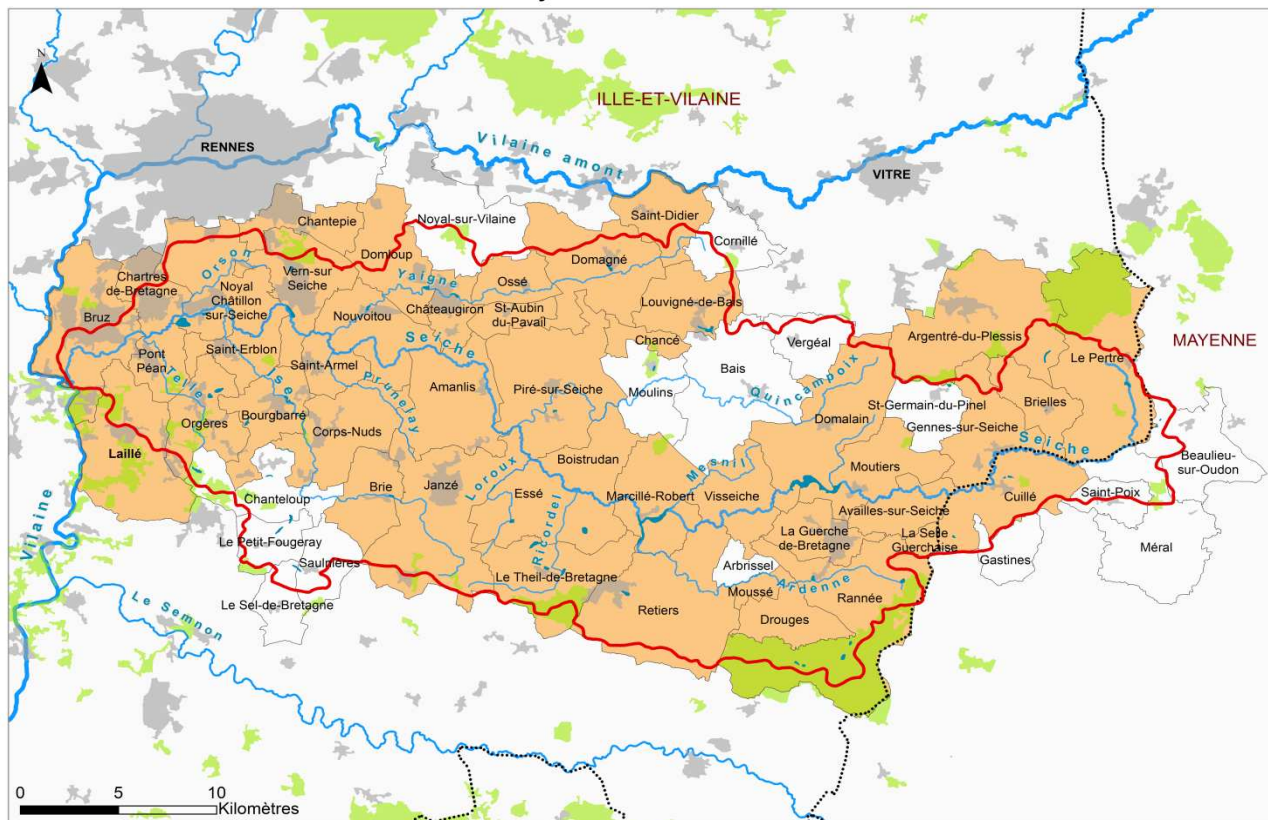 N
ILLE-ET-VILAINE
RENNES
Vilaine amont
VITRE
Chantepie
Noyal-sur-Vilaine
Saint-Didier
Cornillé
Domloup
Domagné
Orson
Vern-sur
Seiche
Yaigne
Ossé
Chartres
de-Bretagne
Noyal
Châtillon
sur-Seiche
Louvigné-de-Bais
Nouvoitou
Châteaugiron
St-Aubin
du-Pavail
Bruz
Seiche
Chancé
Vergéal
Argentré-du-Plessis
MAYENNE
Le Pertre
Pont
Péan
Saint-Erblon
Saint-Armel
Bais
Teille
Ise
Prunelay
Amanlis
Piré-sur-Seiche
Moulins
Quincampoix
St-Germain-du-Pinel
Brielles
Orgères
Bourgbarré
Corps-Nuds
Domalain
Gennes-sur-Seiche
Seiche
Laillé
Boistrudan
Mesnil
Moutiers
Beaulieu-
sur-Oudon
Brie
Janzé
Loroux
Essé
Marcillé-Robert
Visseiche
Cuillé
Saint-Poix
Chanteloup
Availles-sur-Seiche
Vilaine
Ricordel
La Guerche
de-Bretagne
La Selle
Guerchaise
Le Petit-Fougeray
Saulnières
Arbrissel
Gastines
Méral
Le Theil-de-Bretagne
Moussé
Ardenne
Rannée
Le Sel-de-Bretagne
Retiers
Drouges
Le Semnon
0
5
10
Kilomètres